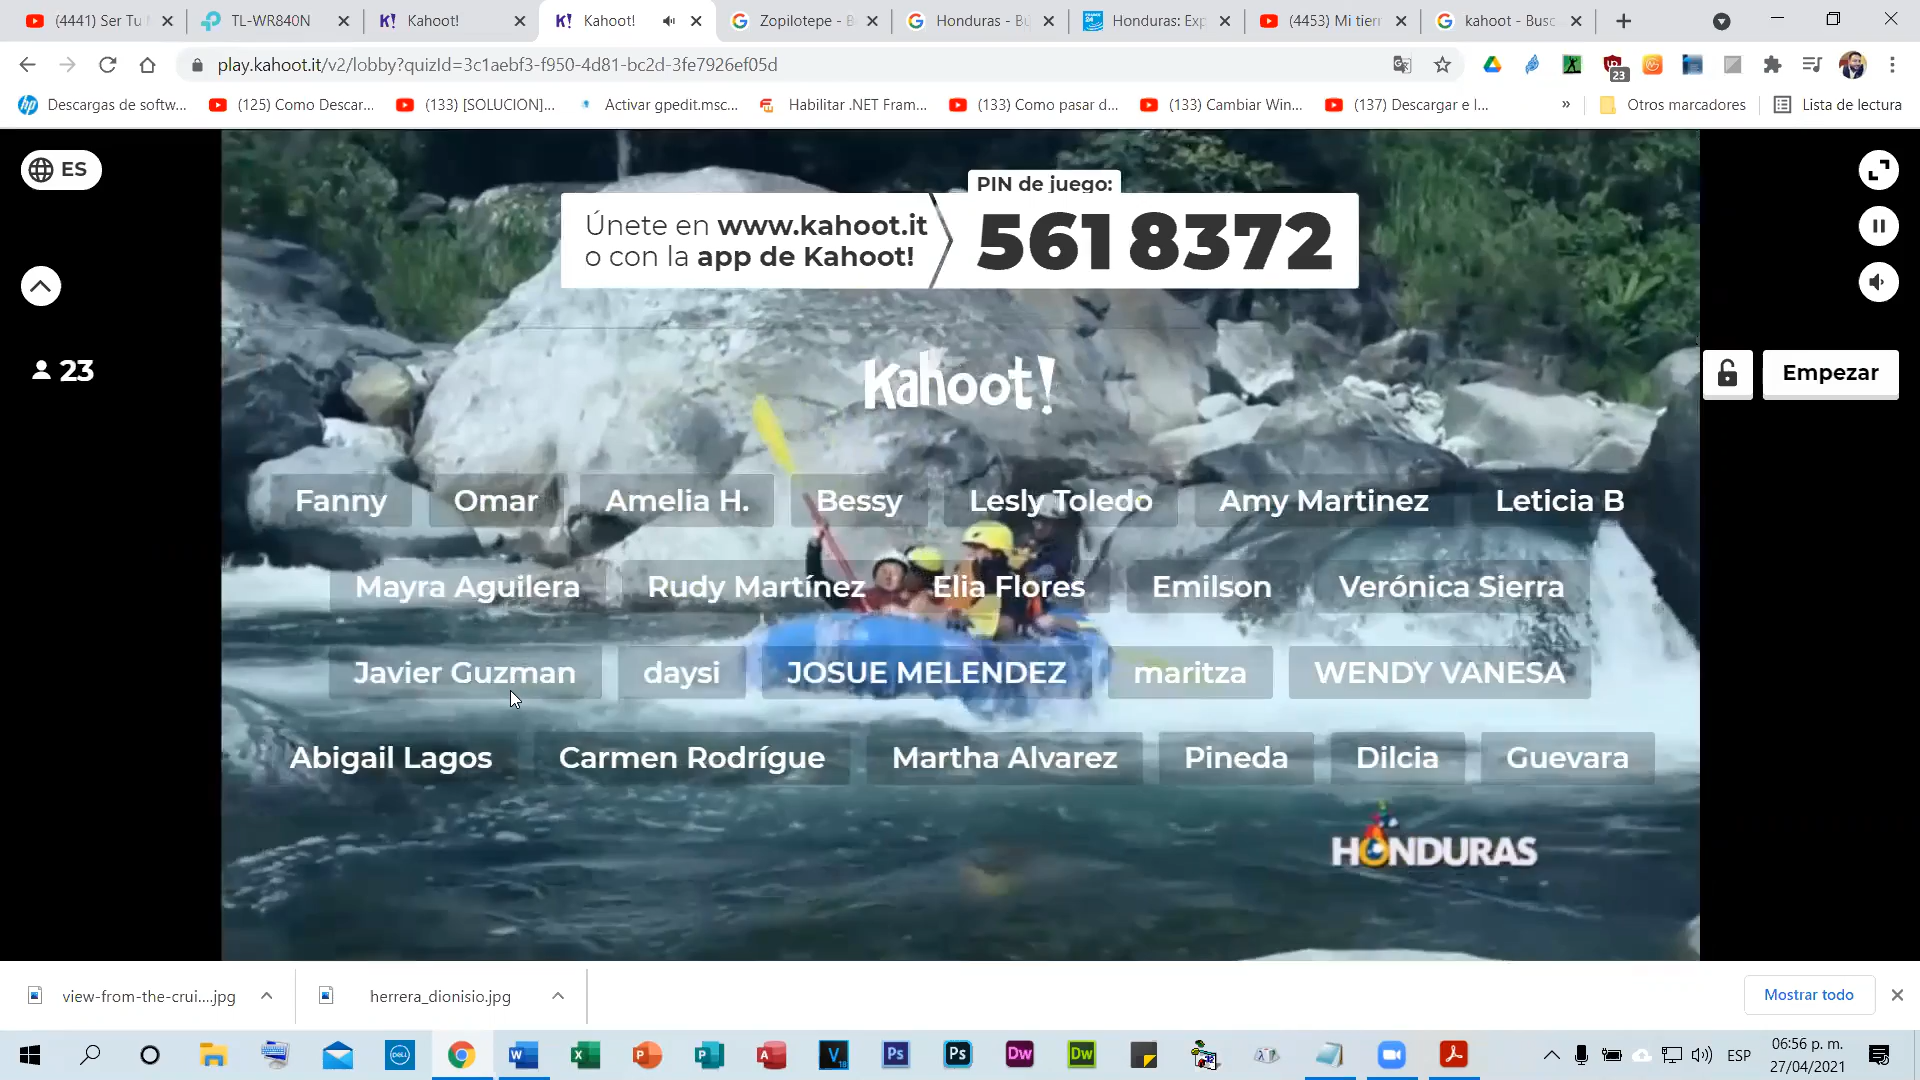 (4441) Ser Tu
TL-WR840N
Kahoot!
Kahoot!
Zopilotepe - B
Honduras - Bú
Honduras: Exp
(4453) Mi tierr
kahoot - Busc
play.kahoot.it/v2/lobby?quizId=3c1aebf3-f950-4d81-bc2d-3fe7926ef05d
23
Descargas de softw...
(125) Como Descar...
(133) [SOLUCION]...
Activar gpedit.msc...
Habilitar .NET Fram...
(133) Como pasar d...
(133) Cambiar Win...
(137) Descargar e I...
»
Otros marcadores
Lista de lectura
ES
PIN de juego:
Únete en www.kahoot.it
o con la app de Kahoot!
561 8372
23
Kahoot!
Empezar
Fanny
Omar
Amelia H.
Bessy
Lesly Toledo
Amy Martinez
Leticia B
Mayra Aguilera
Rudy Martínez
Elia Flores
Emilson
Verónica Sierra
Javier Guzman
daysi
JOSUE MELENDEZ
maritza
WENDY VANESA
Abigail Lagos
Carmen Rodrígue
Martha Alvarez
Pineda
Dilcia
Guevara
HONDURAS
view-from-the-crui....jpg
herrera_dionisio.jpg
Mostrar todo
ESP
06:56 p. m.
27/04/2021